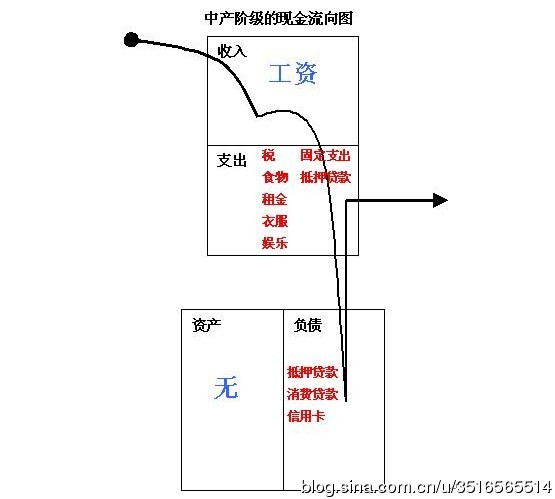 中产阶级的现金流向图
收入
工资
支出
税 固定支出
食物 抵押贷款
租金
衣服
娱乐
资产 负债
无
抵押贷款
消费贷款
信用卡
blog.sina.com.cn/u/3516565514